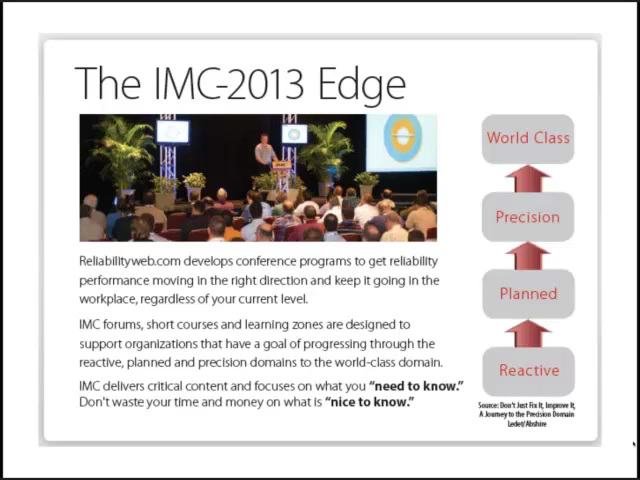 The IMC-2013 Edge
Reliabilityweb.com develops conference programs to get reliability
performance moving in the right direction and keep it going in the
workplace, regardless of your current level.
IMC forums, short courses and learning zones are designed to
support organizations that have a goal of progressing through the
reactive, planned and precision domains to the world-class domain.
IMC delivers critical content and focuses on what you “need to know.”
Don't waste your time and money on what is “nice to know.”
World Class
Precision
Planned
Reactive
Source: Don't Just Fix It, Improve It,
A Journey to the Precision Domain
Ledet/Abshire